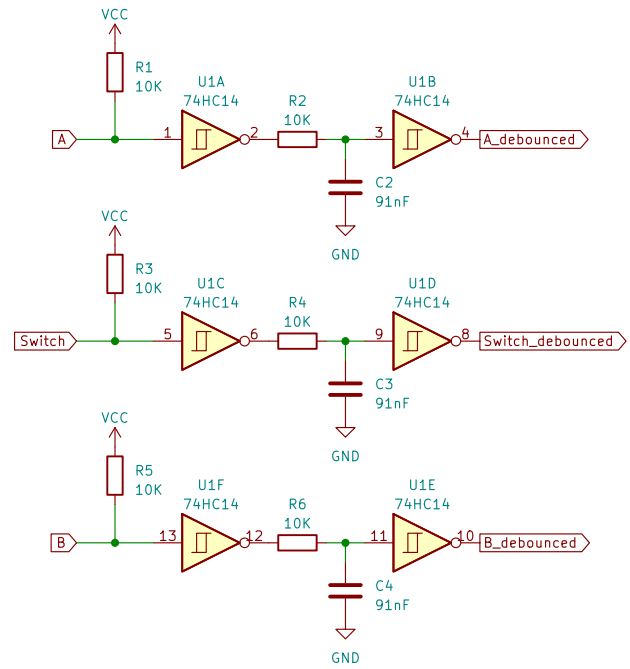 VCC
R1
10K
U1A
74HC14
U1B
74HC14
R2
10K
A
1
2
3
4
A_debounced
C2
91nF
GND
VCC
R3
10K
U1C
74HC14
U1D
74HC14
R4
10K
Switch
5
6
9
8
Switch_debounced
C3
91nF
GND
VCC
R5
10K
U1F
74HC14
U1E
74HC14
R6
10K
B
13
12
11
10
B_debounced
C4
91nF
GND